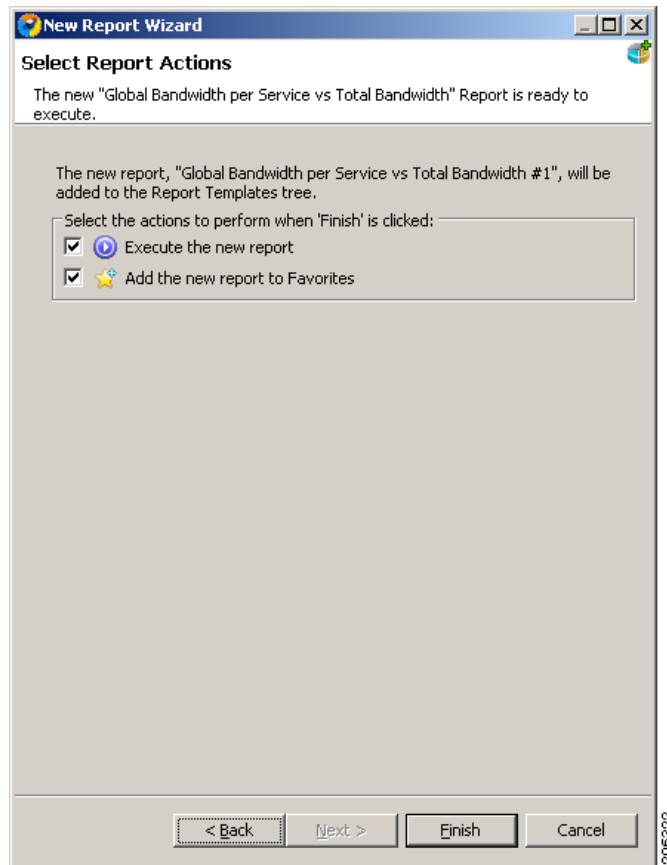 New Report Wizard
Select Report Actions
The new "Global Bandwidth per Service vs Total Bandwidth" Report is ready to
execute.
The new report, "Global Bandwidth per Service vs Total Bandwidth #1", will be
added to the Report Templates tree.
Select the actions to perform when 'Finish' is clicked:
Execute the new report
Add the new report to Favorites
< Back
Next >
Finish
Cancel